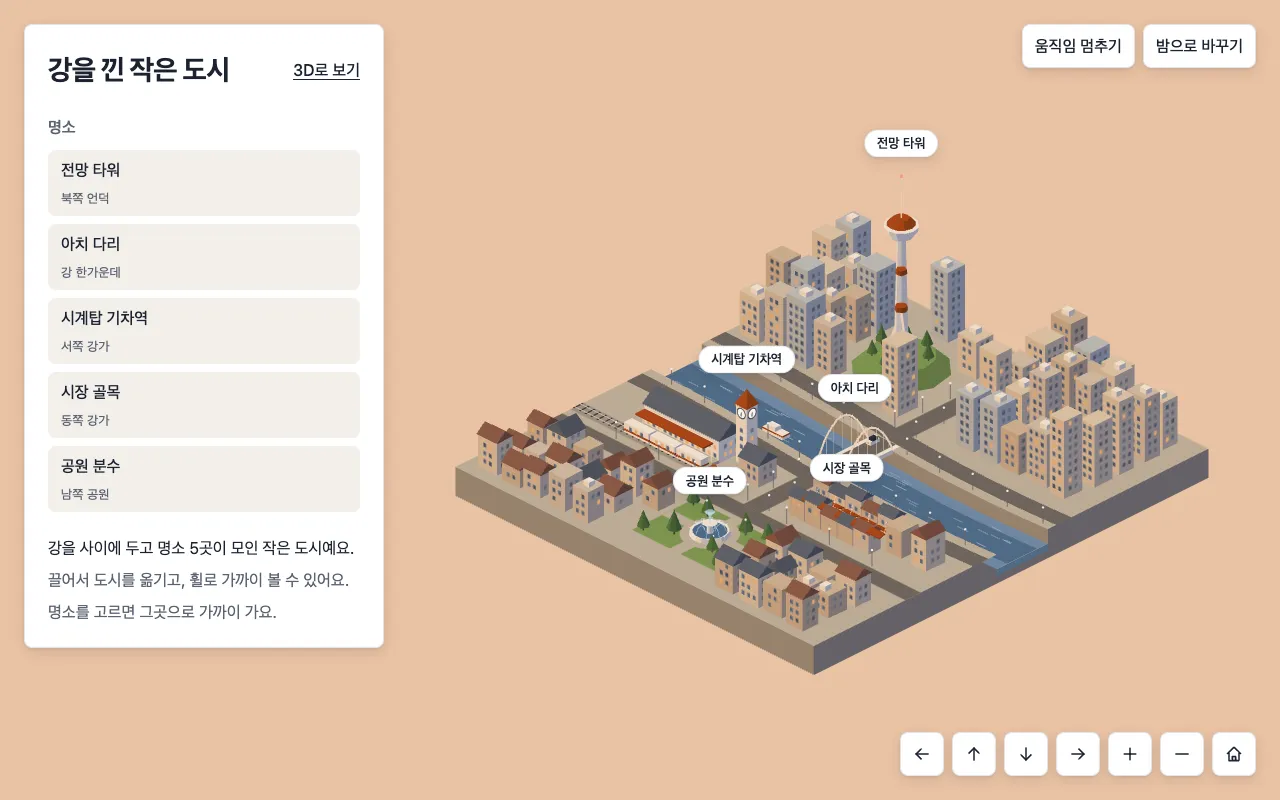 강을 낀 작은 도시
3D로 보기
명소
전망 타워
북쪽 언덕
아치 다리
강 한가운데
시계탑 기차역
서쪽 강가
시장 골목
동쪽 강가
공원 분수
남쪽 공원
강을 사이에 두고 명소 5곳이 모인 작은 도시예요.
끌어서 도시를 옮기고, 휠로 가까이 볼 수 있어요.
명소를 고르면 그곳으로 가까이 가요.
움직임 멈추기
밤으로 바꾸기
전망 타워
시계탑 기차역
아치 다리
시장 골목
공원 분수